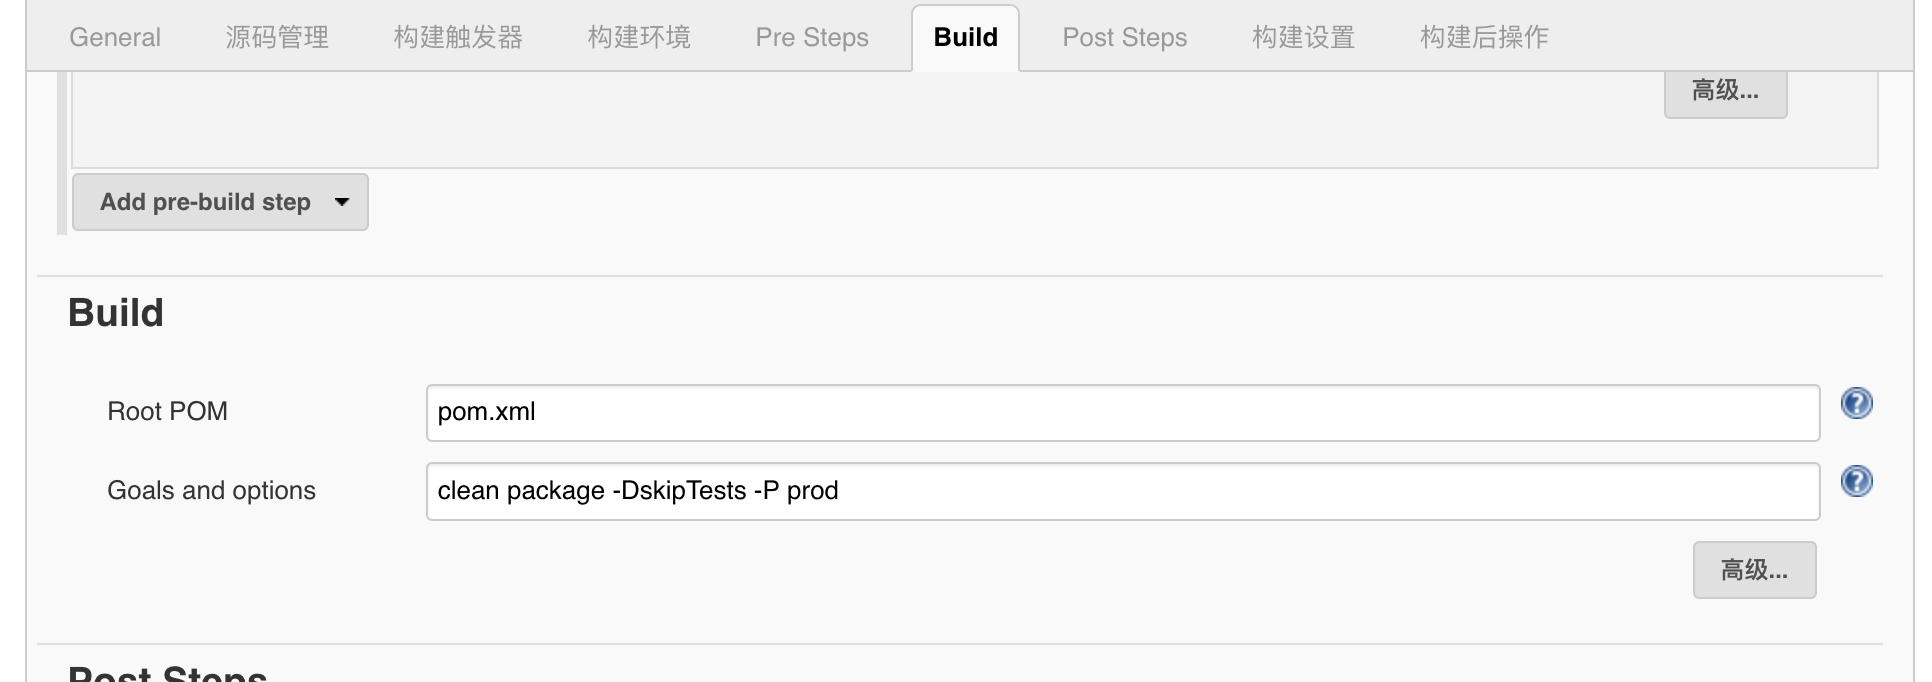 General 源码管理 构建触发器 构建环境 Pre Steps Build Post Steps 构建设置 构建后操作
高级...
Add pre-build step
Build
Root POM pom.xml
Goals and options clean package -DskipTests -P prod
高级...
Post Steps